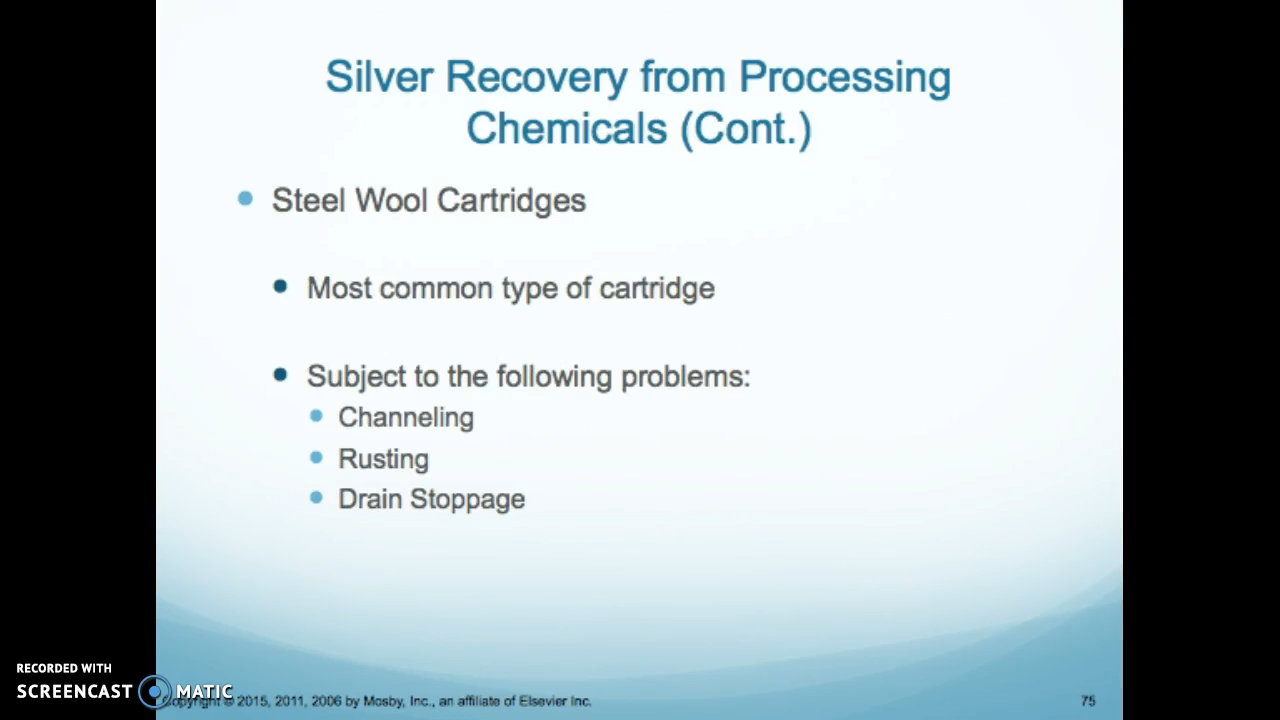 Silver Recovery from Processing
Chemicals (Cont.)
Steel Wool Cartridges
Most common type of cartridge
Subject to the following problems:
Channeling
Rusting
Drain Stoppage
RECORDED WITH
SCREENCAST MATIC
Copyright © 2015, 2011, 2006 by Mosby, Inc., an affiliate of Elsevier Inc.
75